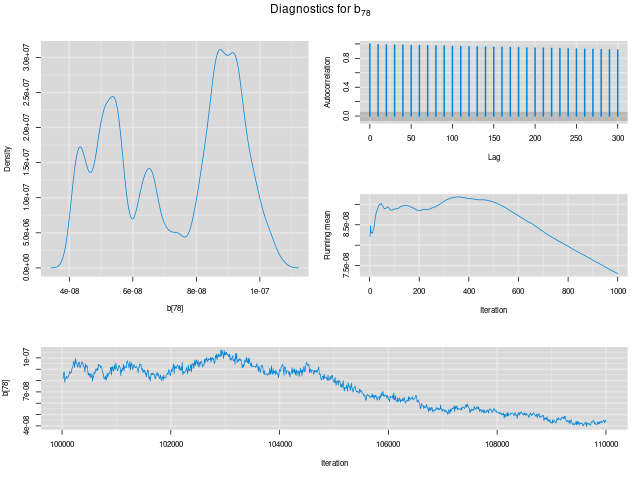 Diagnostics for b78
Density
0.0e+00
5.0e-06
1.0e+07
1.5e+07
2.0e+07
2.5e+07
3.0e+07
4e-08
6e-08
8e-08
1e-07
b[78]
Autocorrelation
0.0
0.4
0.8
0
50
100
150
200
250
300
Lag
Running mean
7.5e-08
8.5e-08
0
200
400
600
800
1000
Iteration
b[78]
4e-08
7e-08
1e-07
100000
102000
104000
106000
108000
110000
Iteration